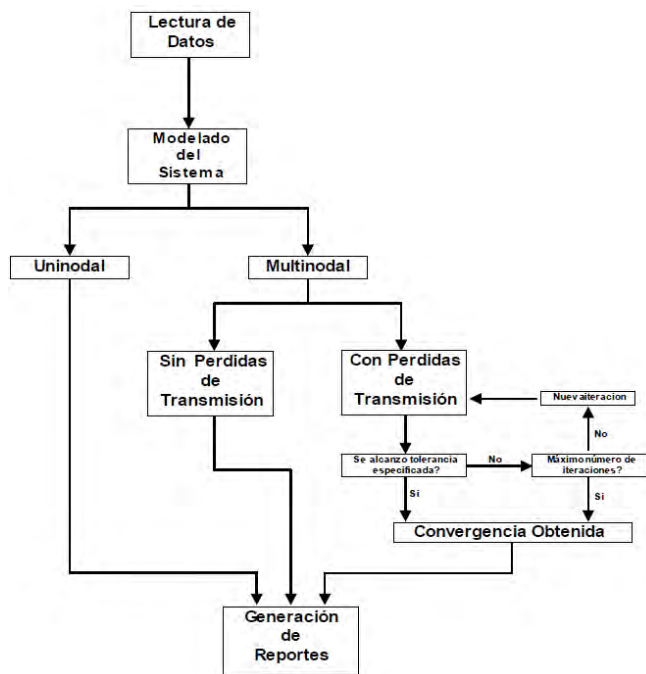 Lectura de
Datos
Modelado
del
Sistema
Uninodal
Multinodal
Sin Perdidas
de
Transmisión
Con Perdidas
de
Transmisión
Nueva iteracion
No
Se alcanzo tolerancia
especificada?
No
Máximo número de
iteraciones?
Si
Si
Convergencia Obtenida
Generación
de
Reportes